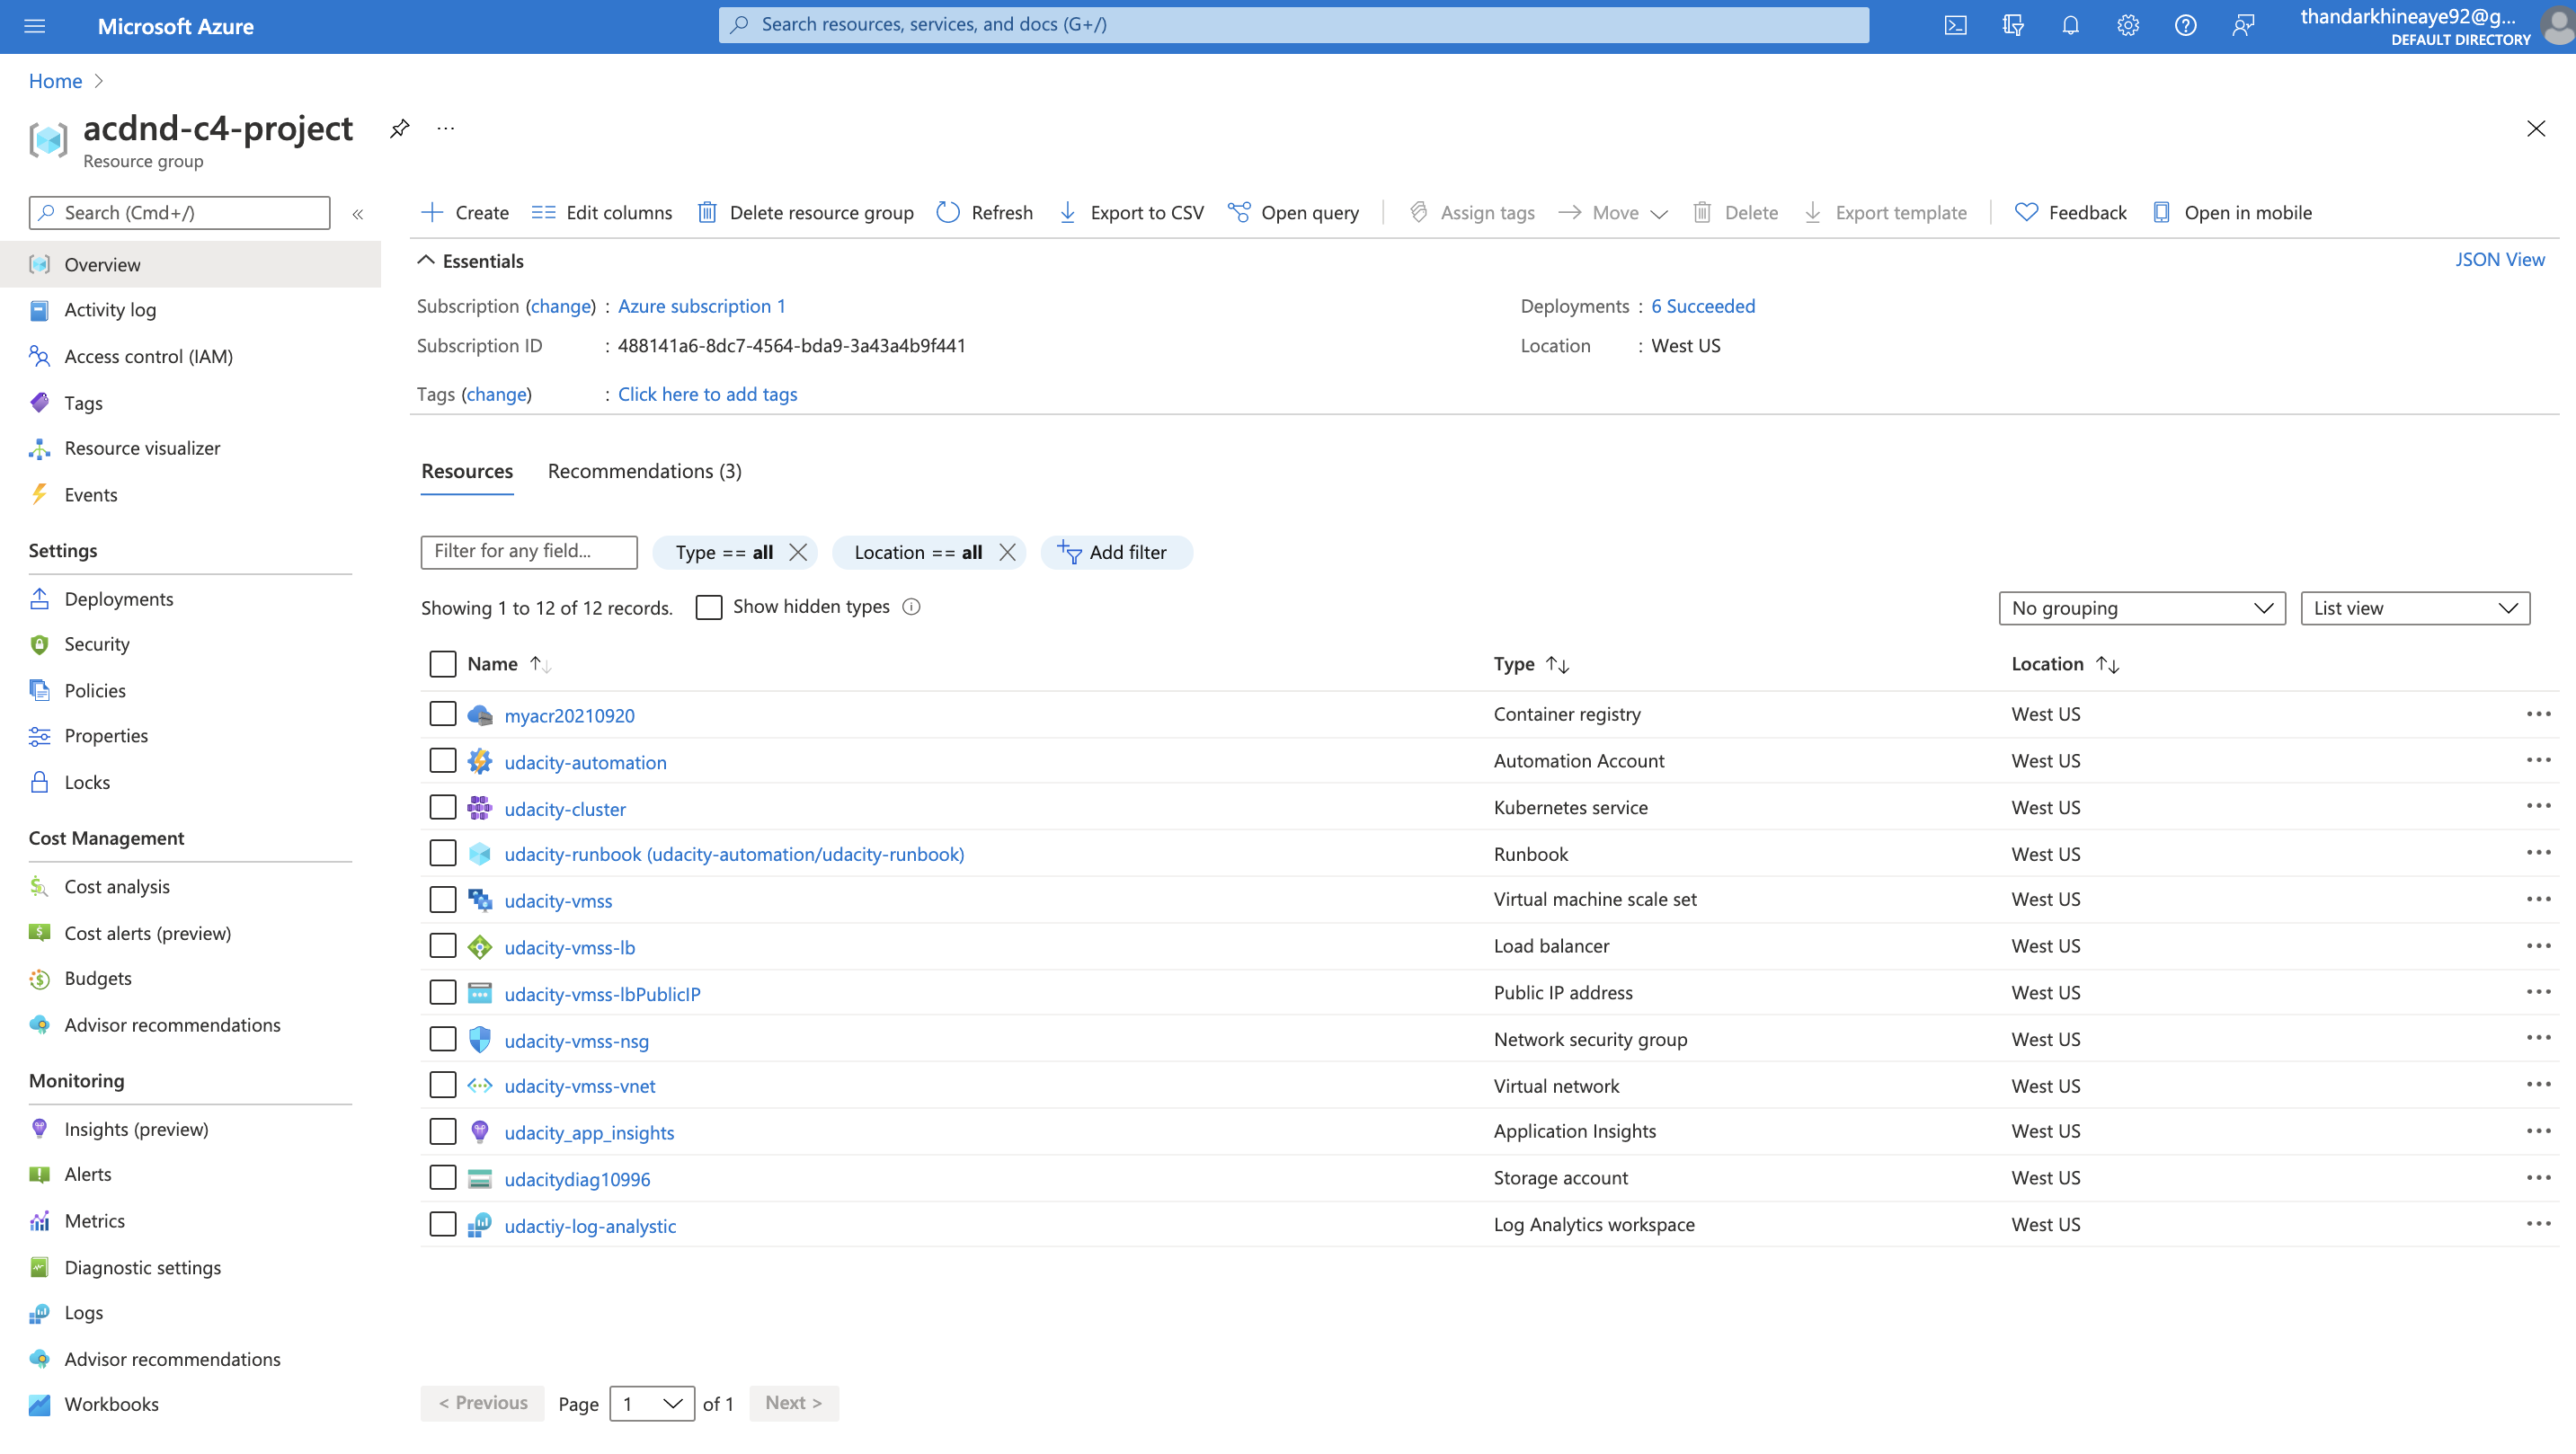 Microsoft Azure
Search resources, services, and docs (G+/)
thandarkhineaye92@g...
DEFAULT DIRECTORY
Home
acdnd-c4-project
...
Resource group
Search (Cmd+/)
«
Overview
Activity log
Access control (IAM)
Tags
Resource visualizer
Events
Settings
Deployments
Security
Policies
Properties
Locks
Cost Management
Cost analysis
Cost alerts (preview)
Budgets
Advisor recommendations
Monitoring
Insights (preview)
Alerts
Metrics
Diagnostic settings
Logs
Advisor recommendations
Workbooks
Create Edit columns Delete resource group Refresh Export to CSV Open query Assign tags Move Delete Export template Feedback Open in mobile
Essentials JSON View
Subscription (change) : Azure subscription 1 Deployments : 6 Succeeded
Subscription ID : 488141a6-8dc7-4564-bda9-3a43a4b9f441 Location : West US
Tags (change) : Click here to add tags
Resources Recommendations (3)
Filter for any field... Type == all Location == all Add filter
Showing 1 to 12 of 12 records. Show hidden types No grouping List view
Name Type Location
myacr20210920 Container registry West US
udacity-automation Automation Account West US
udacity-cluster Kubernetes service West US
udacity-runbook (udacity-automation/udacity-runbook) Runbook West US
udacity-vmss Virtual machine scale set West US
udacity-vmss-lb Load balancer West US
udacity-vmss-lbPublicIP Public IP address West US
udacity-vmss-nsg Network security group West US
udacity-vmss-vnet Virtual network West US
udacity_app_insights Application Insights West US
udacitydiag10996 Storage account West US
udactiy-log-analystic Log Analytics workspace West US
< Previous Page 1 of 1 Next >